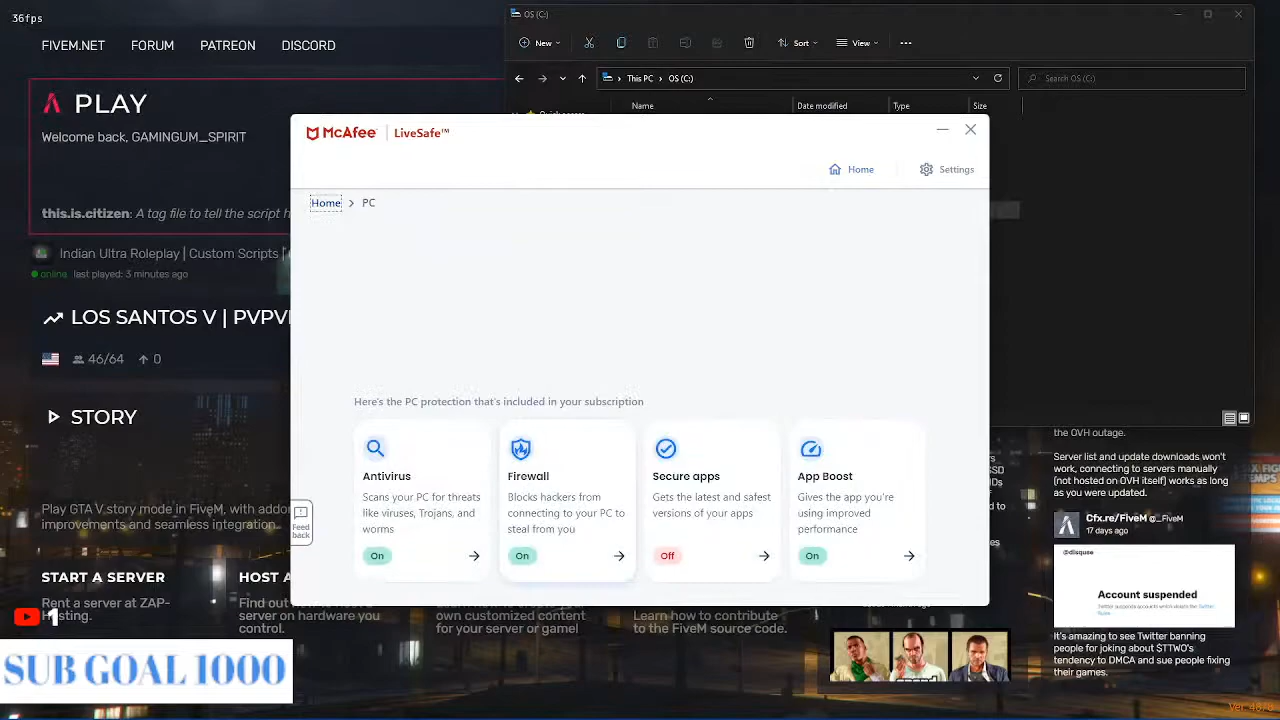 36fps
OS (C:)
FIVEM.NET FORUM PATREON DISCORD
New Sort View
This PC > OS (C:) Search OS (C:)
Name Date modified Type Size
PLAY
Welcome back, GAMINGUM_SPIRIT
this.is.citizen: A tag file to tell the script h
Indian Ultra Roleplay | Custom Scripts |
online last played: 3 minutes ago
LOS SANTOS V | PVPVI
46/64 0
STORY
Play GTA V story mode in FiveM, with addon
improvements and seamless integration.
START A SERVER
Rent a server at ZAP-
Hosting.
HOST A
Find out
server on hardware you
control.
for your server or game!
Learn how to contribute
to the FiveM source code.
1
SUB GOAL 1000
McAfee | LiveSafe™
Home Settings
Home > PC
Here's the PC protection that's included in your subscription
Antivirus
Scans your PC for threats
like viruses, Trojans, and
worms
On
Firewall
Blocks hackers from
connecting to your PC to
steal from you
On
Secure apps
Gets the latest and safest
versions of your apps
Off
App Boost
Gives the app you're
using improved
performance
On
Feed
back
the OVH outage.
Server list and update downloads won't
work, connecting to servers manually
(not hosted on OVH itself) works as long
as you were updated.
Cfx.re/FiveM @_FiveM
17 days ago
@disquse
Account suspended
Twitter suspends accounts which violate the Twitter
Rules
It's amazing to see Twitter banning
people for joking about $TTWO's
tendency to DMCA and sue people fixing
their games.